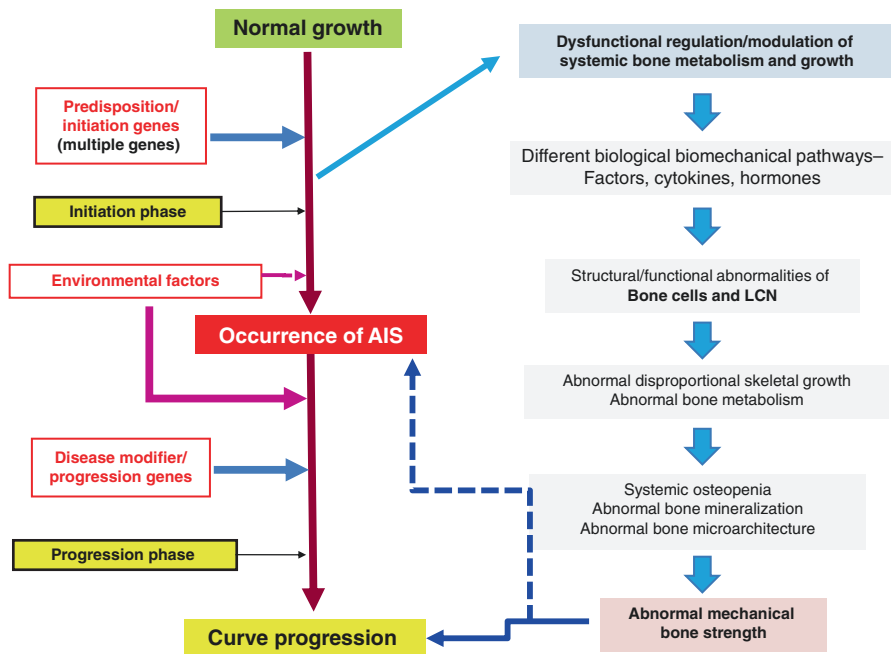 Normal growth
Predisposition/
initiation genes
(multiple genes)
Initiation phase
Environmental factors
Occurrence of AIS
Disease modifier/
progression genes
Progression phase
Curve progression
Dysfunctional regulation/modulation of
systemic bone metabolism and growth
Different biological biomechanical pathways–
Factors, cytokines, hormones
Structural/functional abnormalities of
Bone cells and LCN
Abnormal disproportional skeletal growth
Abnormal bone metabolism
Systemic osteopenia
Abnormal bone mineralization
Abnormal bone microarchitecture
Abnormal mechanical
bone strength